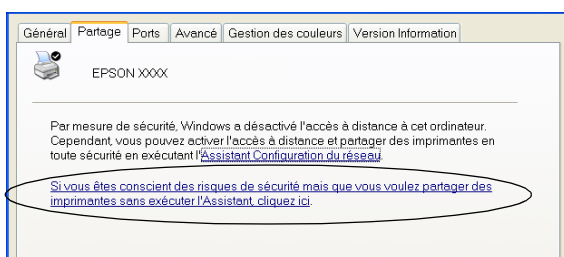 Général Partage Ports Avancé Gestion des couleurs Version Information
EPSON XXXX
Par mesure de sécurité, Windows a désactivé l'accès à distance à cet ordinateur.
Cependant, vous pouvez activer l'accès à distance et partager des imprimantes en
toute sécurité en exécutant l'Assistant Configuration du réseau.
Si vous êtes conscient des risques de sécurité mais que vous voulez partager des
imprimantes sans exécuter l'Assistant, cliquez ici.